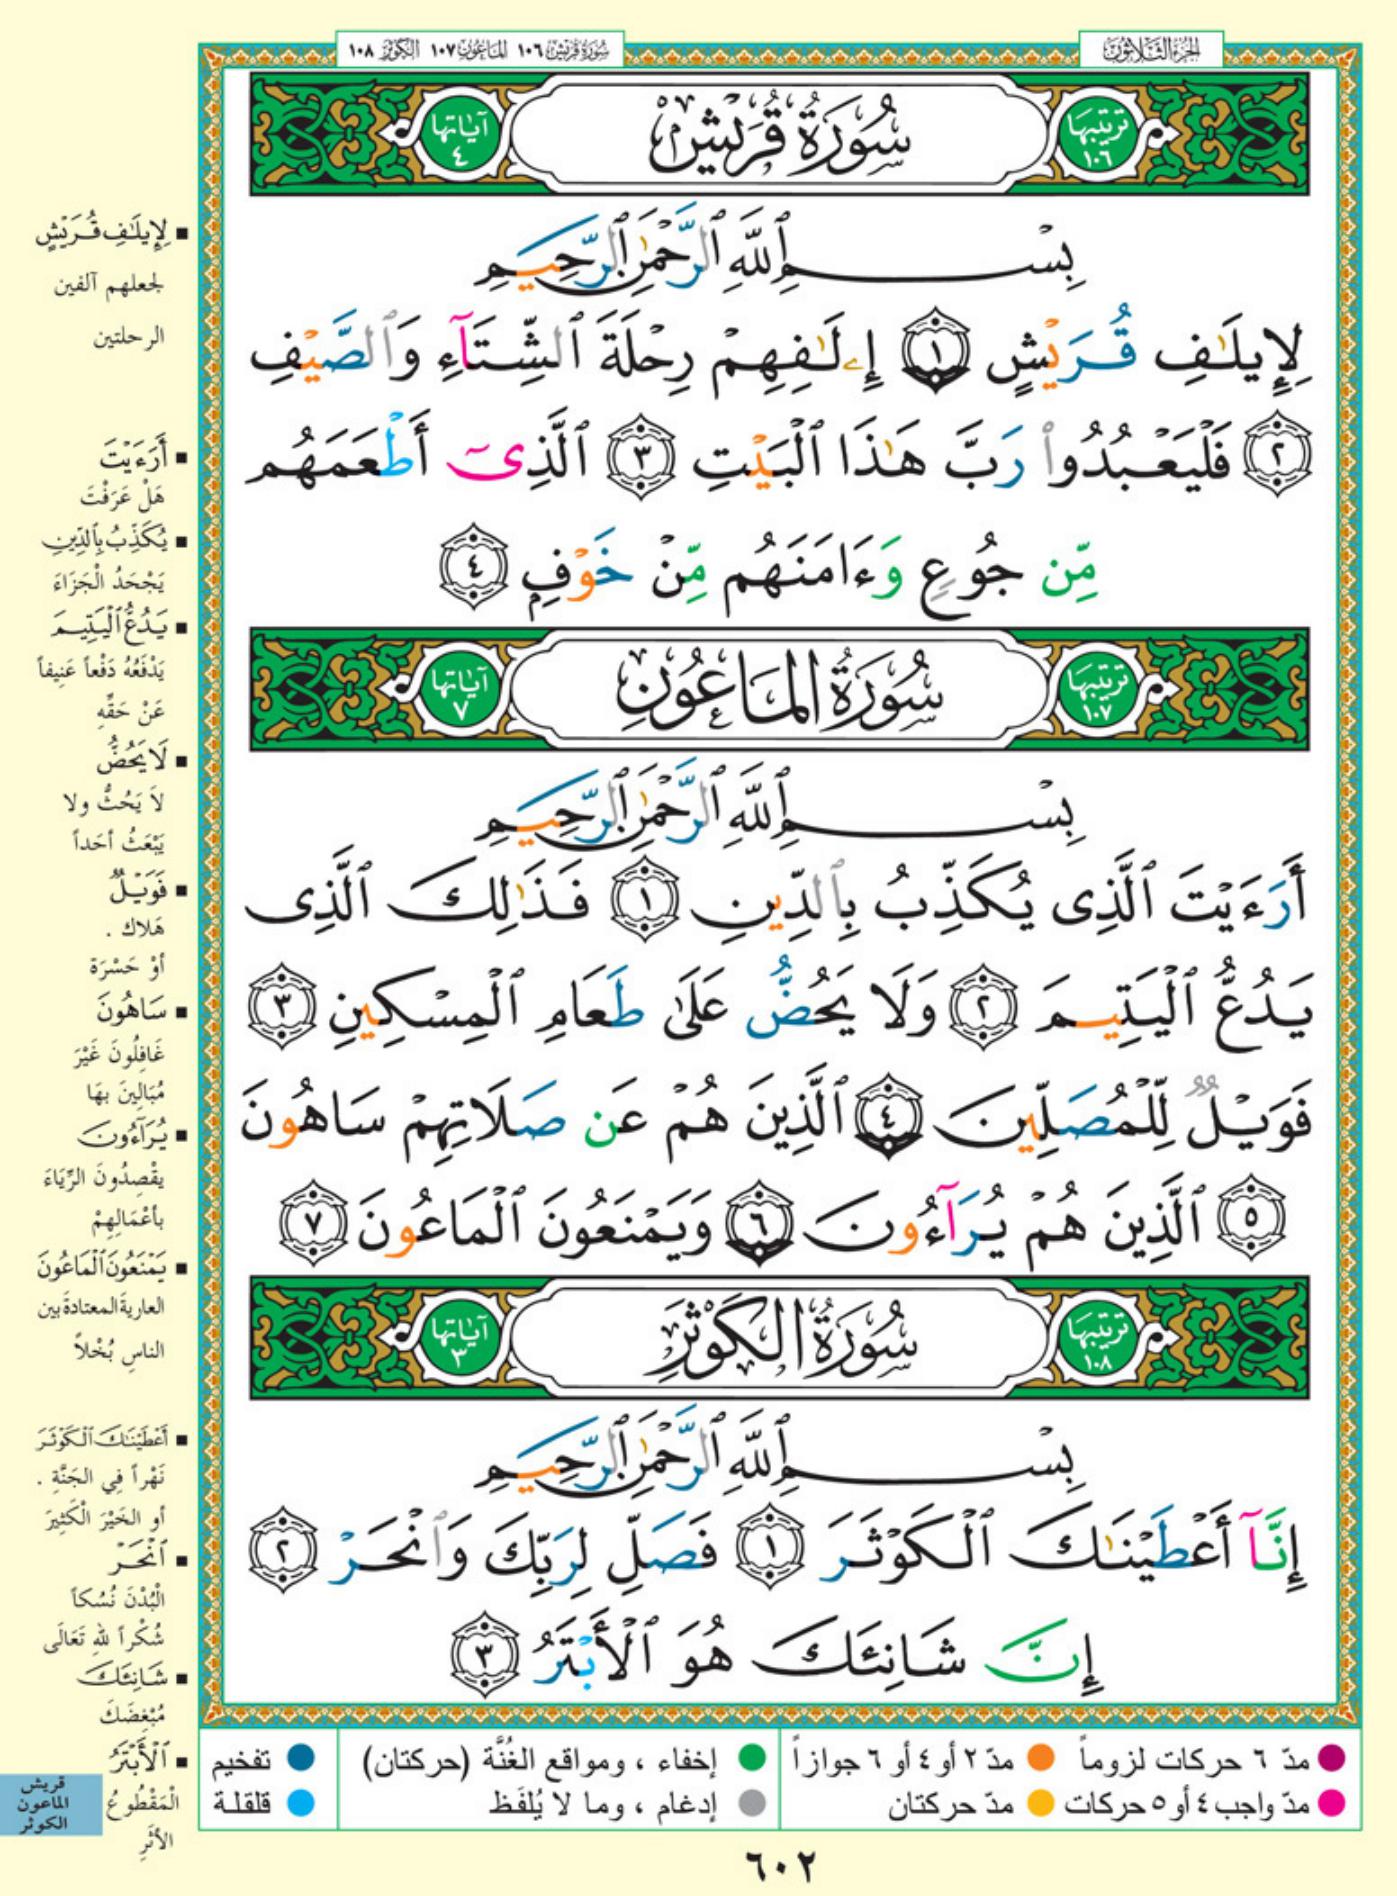 الجزء الثلاثون
سورة قريش ١٠٦ الماعون ١٠٧ الكوثر ١٠٨
ترتيبها ١٠٦
سُورَةُ قُرَيْشٍ
آياتها ٤
بِسْمِ ٱللَّهِ ٱلرَّحْمَٰنِ ٱلرَّحِيمِ
لِإِيلَٰفِ قُرَيْشٍ ١ إِۦلَٰفِهِمْ رِحْلَةَ ٱلشِّتَآءِ وَٱلصَّيْفِ
٢ فَلْيَعْبُدُوا۟ رَبَّ هَٰذَا ٱلْبَيْتِ ٣ ٱلَّذِىٓ أَطْعَمَهُم
مِّن جُوعٍ وَءَامَنَهُم مِّنْ خَوْفٍ ٤
ترتيبها ١٠٧
سُورَةُ المَاعُونِ
آياتها ٧
بِسْمِ ٱللَّهِ ٱلرَّحْمَٰنِ ٱلرَّحِيمِ
أَرَءَيْتَ ٱلَّذِى يُكَذِّبُ بِٱلدِّينِ ١ فَذَٰلِكَ ٱلَّذِى
يَدُعُّ ٱلْيَتِيمَ ٢ وَلَا يَحُضُّ عَلَىٰ طَعَامِ ٱلْمِسْكِينِ ٣
فَوَيْلٌ لِّلْمُصَلِّينَ ٤ ٱلَّذِينَ هُمْ عَن صَلَاتِهِمْ سَاهُونَ
٥ ٱلَّذِينَ هُمْ يُرَآءُونَ ٦ وَيَمْنَعُونَ ٱلْمَاعُونَ ٧
ترتيبها ١٠٨
سُورَةُ الكَوْثَرِ
آياتها ٣
بِسْمِ ٱللَّهِ ٱلرَّحْمَٰنِ ٱلرَّحِيمِ
إِنَّآ أَعْطَيْنَٰكَ ٱلْكَوْثَرَ ١ فَصَلِّ لِرَبِّكَ وَٱنْحَرْ ٢
إِنَّ شَانِئَكَ هُوَ ٱلْأَبْتَرُ ٣
■ لِإِيلَٰفِ قُرَيْشٍ
لجعلهم آلفين
الرحلتين
■ أَرَءَيْتَ
هَلْ عَرَفْتَ
■ يُكَذِّبُ بِٱلدِّينِ
يَجْحَدُ الْجَزَاءَ
■ يَدُعُّ ٱلْيَتِيمَ
يَدْفَعُهُ دَفْعاً عَنِيفاً
عَنْ حَقِّهِ
■ لَا يَحُضُّ
لاَ يَحُثُّ ولا
يَبْعَثُ أحَداً
■ فَوَيْلٌ
هَلاك .
أوْ حَسْرَة
■ سَاهُونَ
غَافِلُونَ غَيْرَ
مُبَالِينَ بهَا
■ يُرَآءُونَ
يقْصِدُونَ الرِّيَاءَ
بأعْمَالِهِمْ
■ يَمْنَعُونَ ٱلْمَاعُونَ
العارية المعتادة بين
الناسِ بُخْلاً
■ أَعْطَيْنَٰكَ ٱلْكَوْثَرَ
نَهْراً فِي الجَنَّةِ .
أو الخَيْرَ الْكَثِيرَ
■ ٱنْحَرْ
الْبُدْنَ نُسُكاً
شُكْراً للهِ تَعَالَى
■ شَانِئَكَ
مُبْغِضَكَ
■ ٱلْأَبْتَرُ
الْمَقْطُوعُ
الأثَرِ
قريش
الماعون
الكوثر
مدّ ٦ حركات لزوماً
مدّ ٢ أو ٤ أو ٦ جوازاً
إخفاء ، ومواقع الغُنَّة (حركتان)
تفخيم
مدّ واجب ٤ أو ٥ حركات
مدّ حركتان
إدغام ، وما لا يُلفَظ
قلقلة
٦٠٢